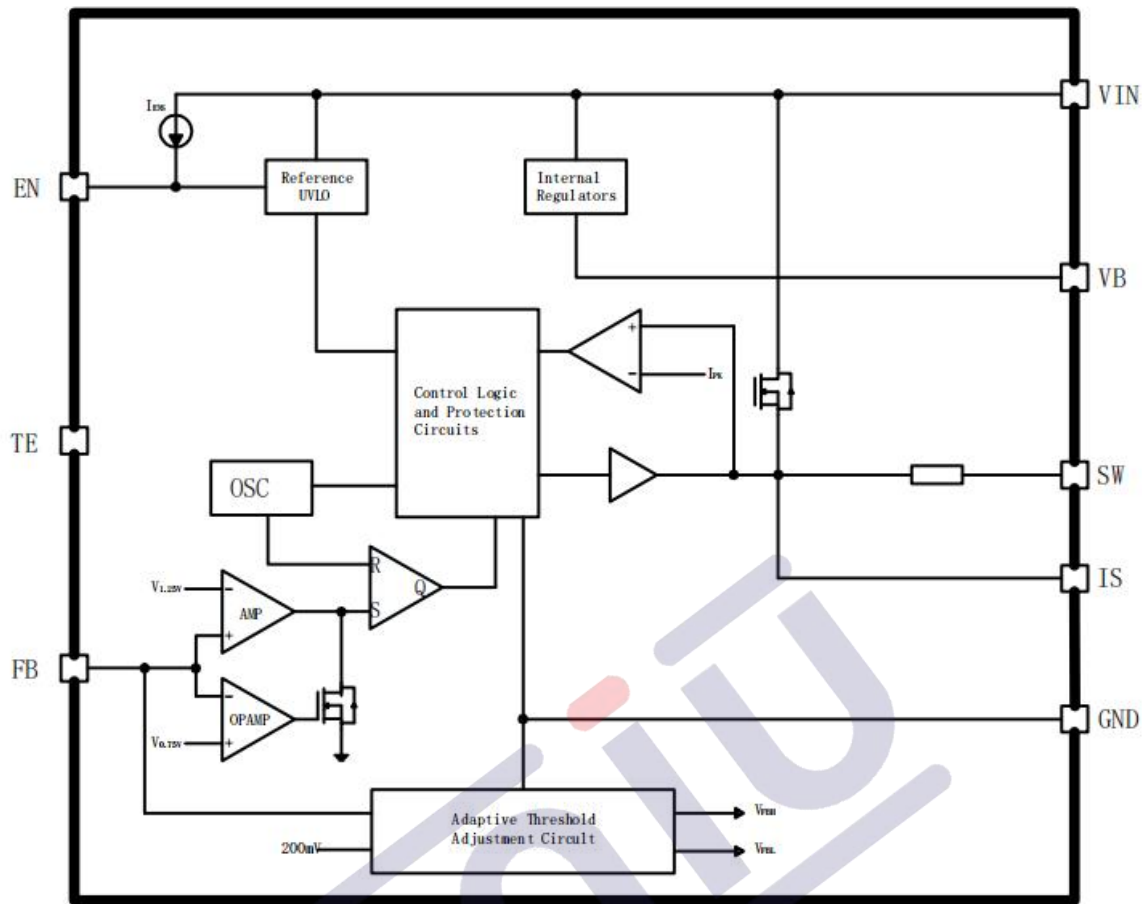 VIN
EN
Reference
UVLO
Internal
Regulators
VB
+
−
IPK
Control Logic
and Protection
Circuits
TE
OSC
SW
R
Q
S
V1.25V
−
AMP
+
IS
FB
−
OPAMP
V0.75V
+
GND
Adaptive Threshold
Adjustment Circuit
200mV
VFBH
VFBL